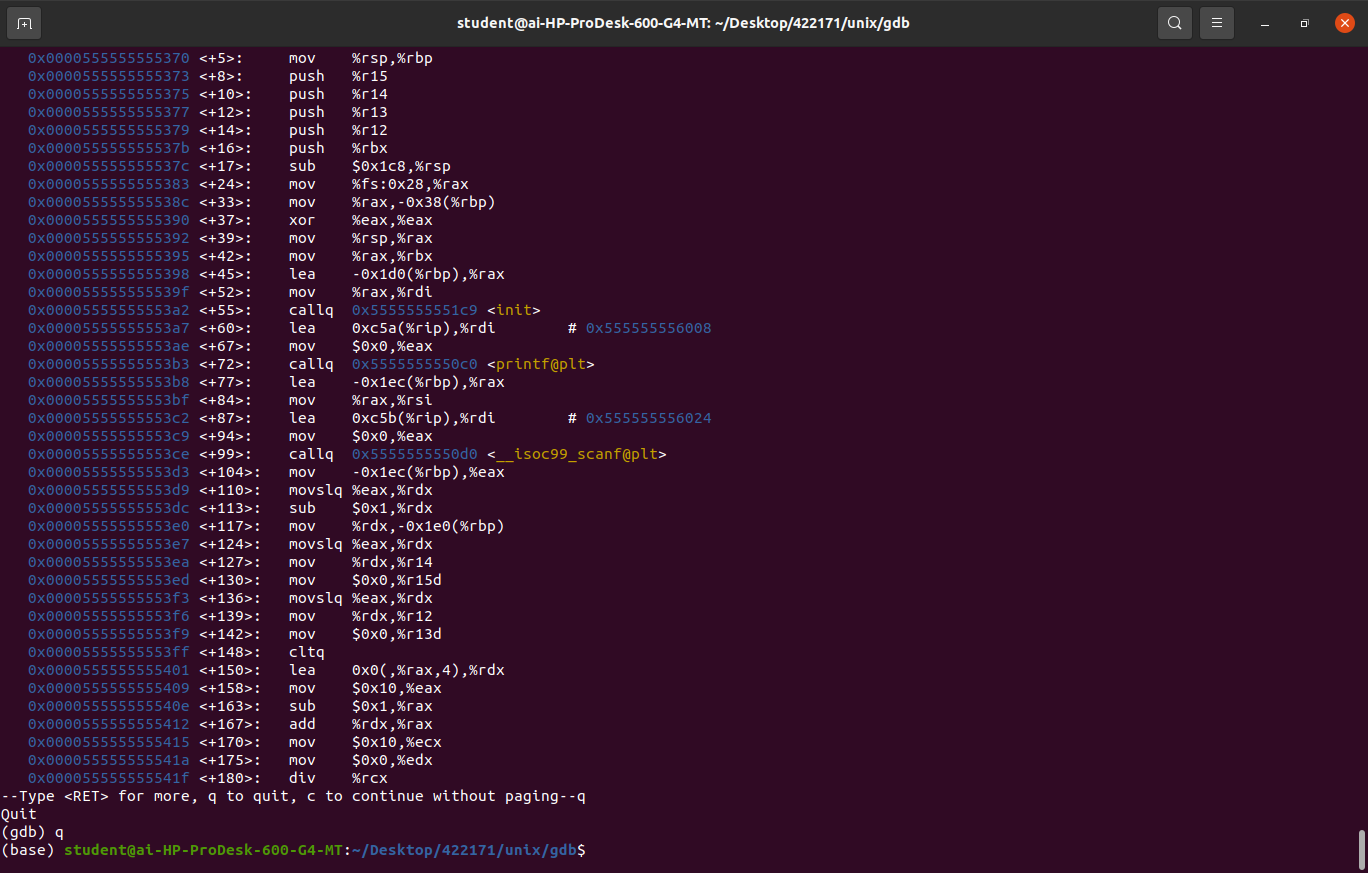 student@ai-HP-ProDesk-600-G4-MT: ~/Desktop/422171/unix/gdb
0x0000555555555370 <+5>: mov %rsp,%rbp
0x0000555555555373 <+8>: push %r15
0x0000555555555375 <+10>: push %r14
0x0000555555555377 <+12>: push %r13
0x0000555555555379 <+14>: push %r12
0x000055555555537b <+16>: push %rbx
0x000055555555537c <+17>: sub $0x1c8,%rsp
0x0000555555555383 <+24>: mov %fs:0x28,%rax
0x000055555555538c <+33>: mov %rax,-0x38(%rbp)
0x0000555555555390 <+37>: xor %eax,%eax
0x0000555555555392 <+39>: mov %rsp,%rax
0x0000555555555395 <+42>: mov %rax,%rbx
0x0000555555555398 <+45>: lea -0x1d0(%rbp),%rax
0x000055555555539f <+52>: mov %rax,%rdi
0x00005555555553a2 <+55>: callq 0x5555555551c9 <init>
0x00005555555553a7 <+60>: lea 0xc5a(%rip),%rdi # 0x555555556008
0x00005555555553ae <+67>: mov $0x0,%eax
0x00005555555553b3 <+72>: callq 0x5555555550c0 <printf@plt>
0x00005555555553b8 <+77>: lea -0x1ec(%rbp),%rax
0x00005555555553bf <+84>: mov %rax,%rsi
0x00005555555553c2 <+87>: lea 0xc5b(%rip),%rdi # 0x555555556024
0x00005555555553c9 <+94>: mov $0x0,%eax
0x00005555555553ce <+99>: callq 0x5555555550d0 <__isoc99_scanf@plt>
0x00005555555553d3 <+104>: mov -0x1ec(%rbp),%eax
0x00005555555553d9 <+110>: movslq %eax,%rdx
0x00005555555553dc <+113>: sub $0x1,%rdx
0x00005555555553e0 <+117>: mov %rdx,-0x1e0(%rbp)
0x00005555555553e7 <+124>: movslq %eax,%rdx
0x00005555555553ea <+127>: mov %rdx,%r14
0x00005555555553ed <+130>: mov $0x0,%r15d
0x00005555555553f3 <+136>: movslq %eax,%rdx
0x00005555555553f6 <+139>: mov %rdx,%r12
0x00005555555553f9 <+142>: mov $0x0,%r13d
0x00005555555553ff <+148>: cltq
0x0000555555555401 <+150>: lea 0x0(,%rax,4),%rdx
0x0000555555555409 <+158>: mov $0x10,%eax
0x000055555555540e <+163>: sub $0x1,%rax
0x0000555555555412 <+167>: add %rdx,%rax
0x0000555555555415 <+170>: mov $0x10,%ecx
0x000055555555541a <+175>: mov $0x0,%edx
0x000055555555541f <+180>: div %rcx
--Type <RET> for more, q to quit, c to continue without paging--q
Quit
(gdb) q
(base) student@ai-HP-ProDesk-600-G4-MT:~/Desktop/422171/unix/gdb$